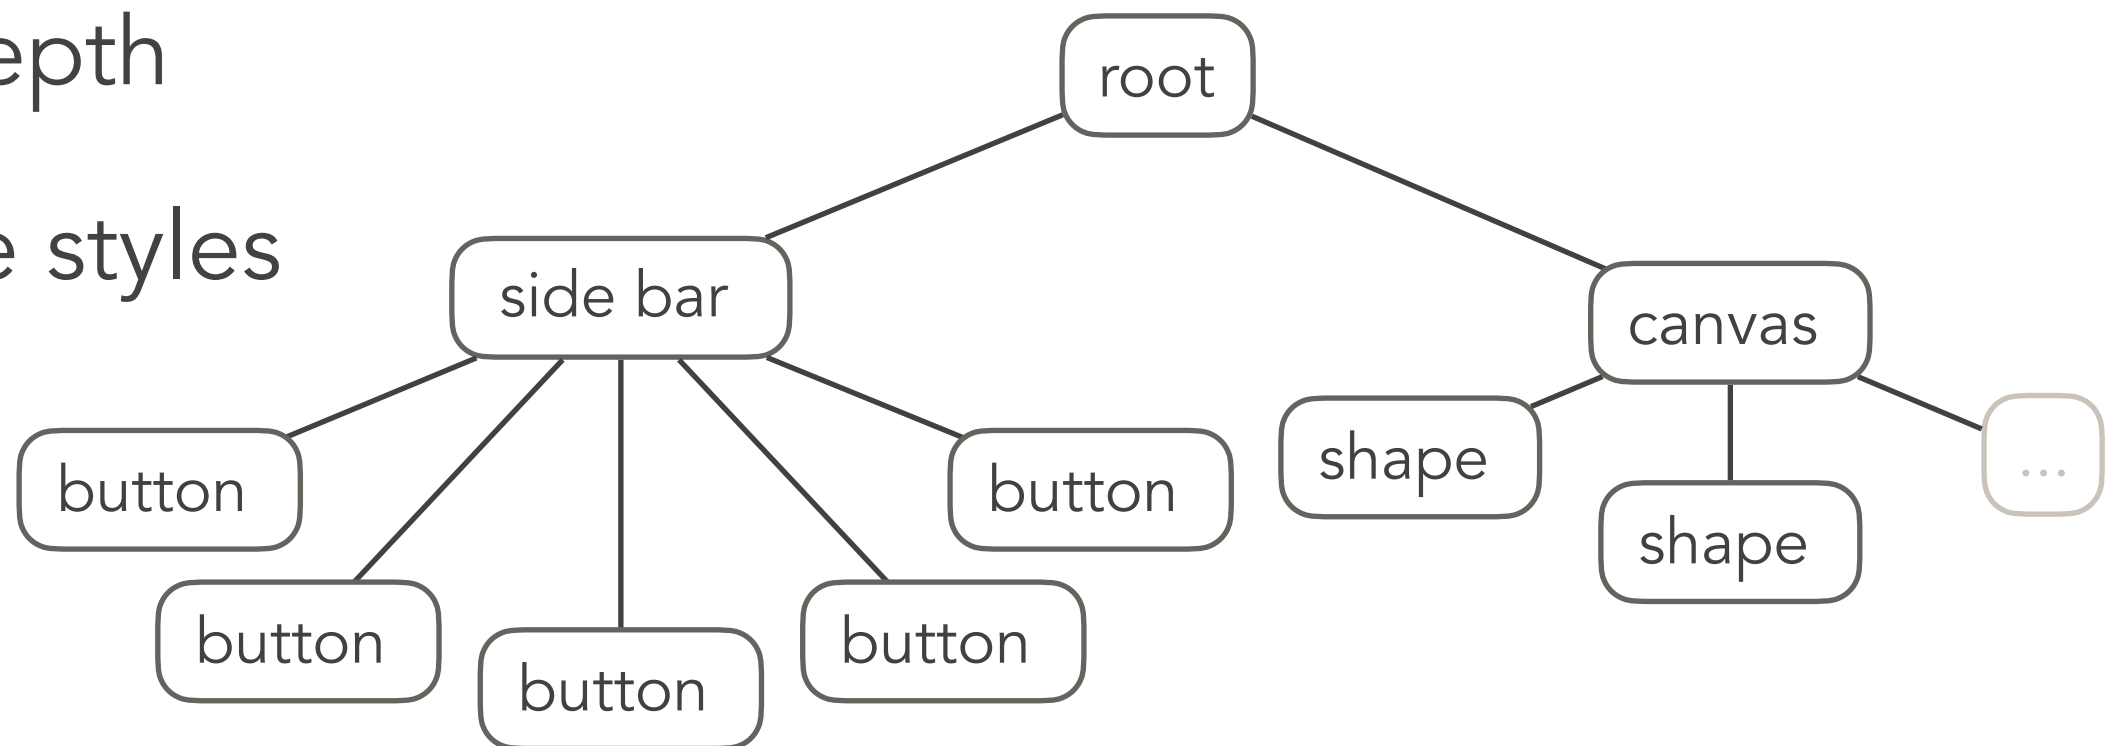 epth
root
e styles
side bar
canvas
shape
...
button
button
shape
button
button
button